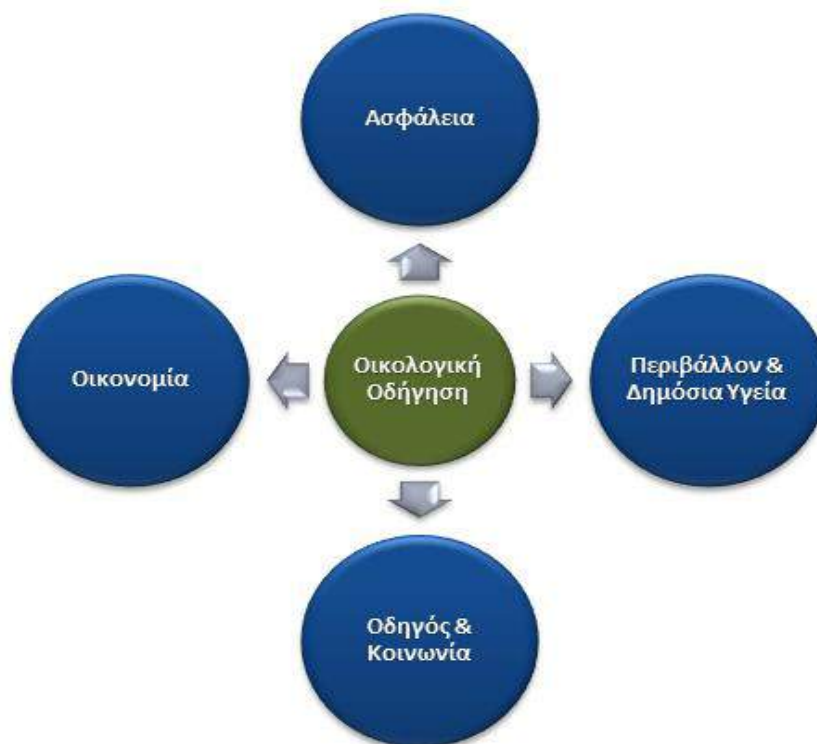 Ασφάλεια
Οικονομία
Οικολογική
Οδήγηση
Περιβάλλον &
Δημόσια Υγεία
Οδηγός &
Κοινωνία